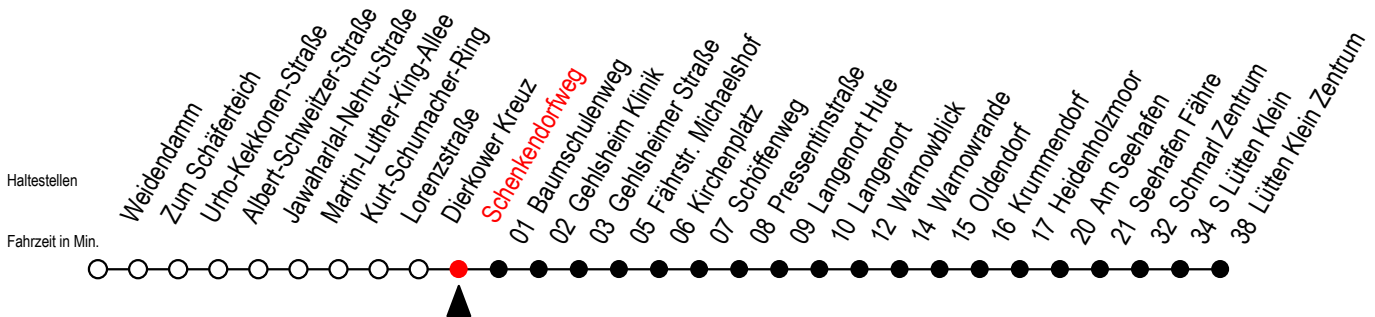 Haltestellen
Fahrzeit in Min.
Weidendamm
Zum Schäferteich
Urho-Kekkonen-Straße
Albert-Schweitzer-Straße
Jawaharlal-Nehru-Straße
Martin-Luther-King-Allee
Kurt-Schumacher-Ring
Lorenzstraße
Dierkower Kreuz
Schenkendorfweg
01 Baumschulenweg
02 Gehlsheim Klinik
03 Gehlsheimer Straße
05 Fährstr. Michaelshof
06 Kirchenplatz
07 Schöffenweg
08 Pressentinstraße
09 Langenort Hufe
10 Langenort
12 Warnowblick
14 Warnowrande
15 Oldendorf
16 Krummendorf
17 Heidenholzmoor
20 Am Seehafen
21 Seehafen Fähre
32 Schmarl Zentrum
34 S Lütten Klein
38 Lütten Klein Zentrum